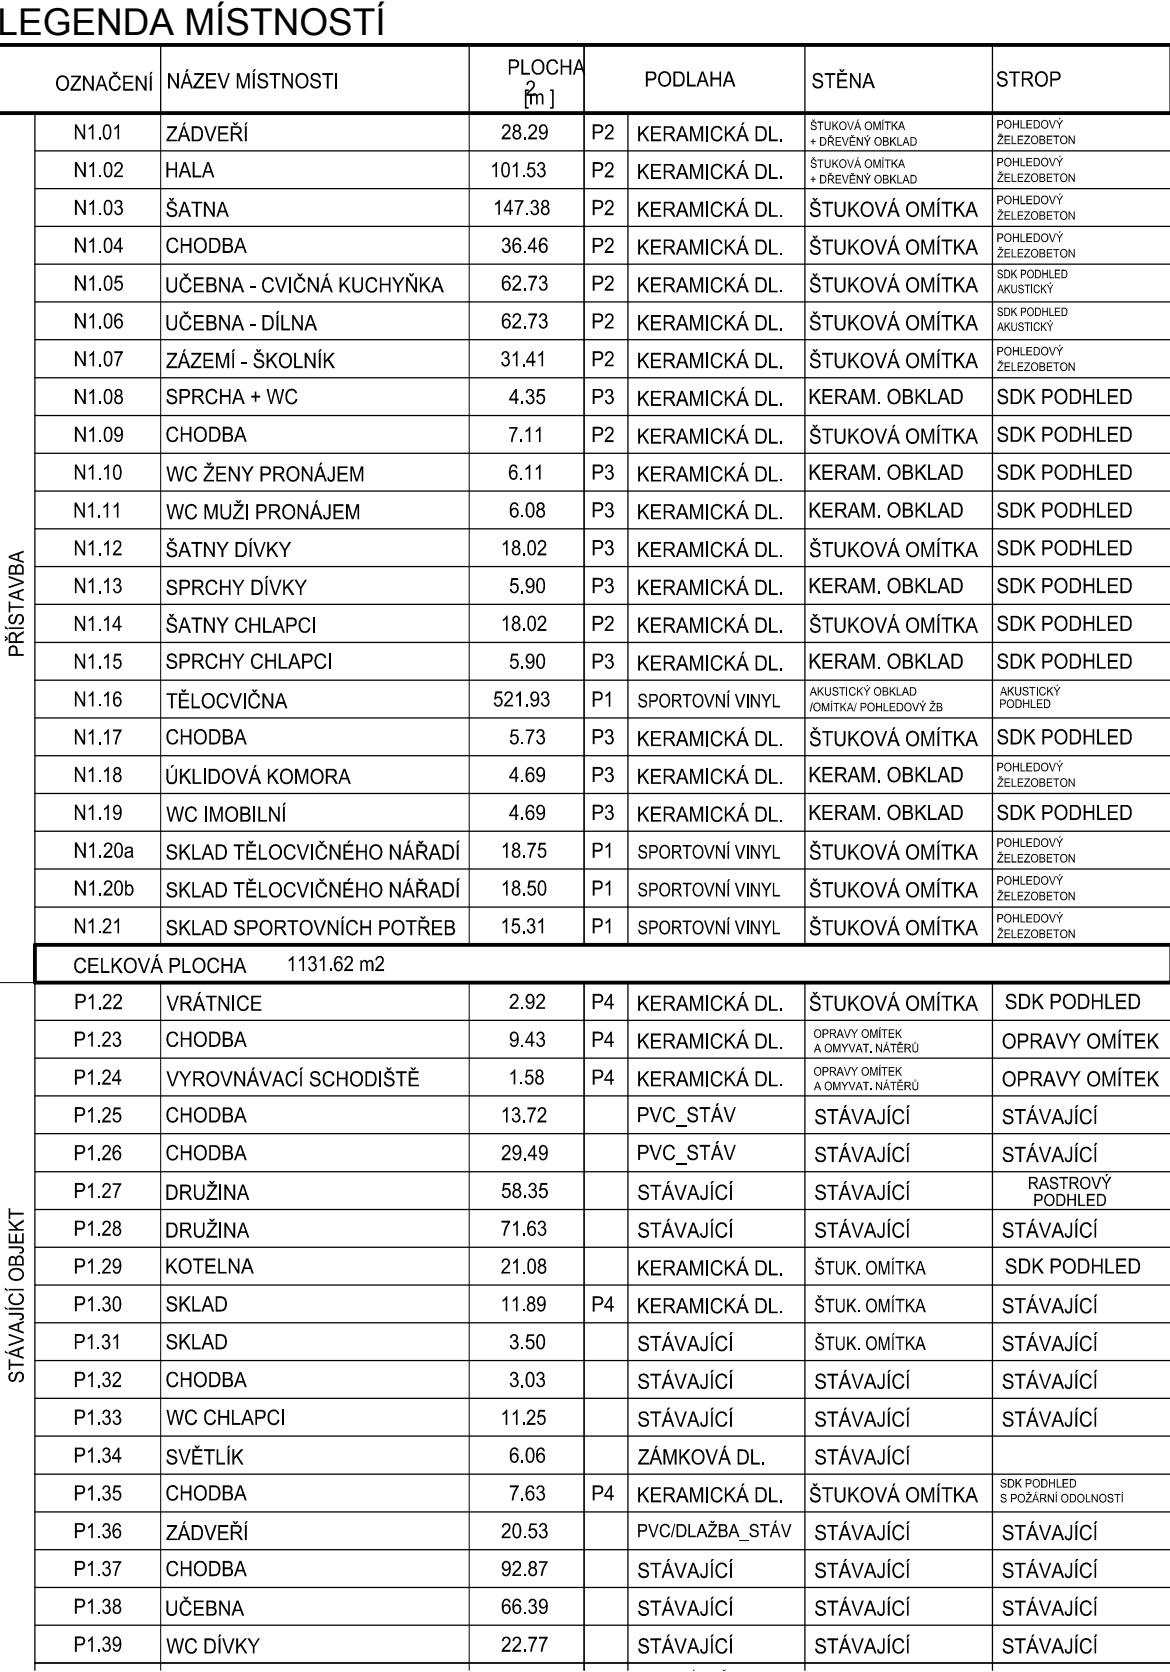 LEGENDA MÍSTNOSTÍ
OZNAČENÍ NÁZEV MÍSTNOSTI PLOCHA [m2] PODLAHA STĚNA STROP
PŘÍSTAVBA
N1.01 ZÁDVEŘÍ 28.29 P2 KERAMICKÁ DL. ŠTUKOVÁ OMÍTKA + DŘEVĚNÝ OBKLAD POHLEDOVÝ ŽELEZOBETON
N1.02 HALA 101.53 P2 KERAMICKÁ DL. ŠTUKOVÁ OMÍTKA + DŘEVĚNÝ OBKLAD POHLEDOVÝ ŽELEZOBETON
N1.03 ŠATNA 147.38 P2 KERAMICKÁ DL. ŠTUKOVÁ OMÍTKA POHLEDOVÝ ŽELEZOBETON
N1.04 CHODBA 36.46 P2 KERAMICKÁ DL. ŠTUKOVÁ OMÍTKA POHLEDOVÝ ŽELEZOBETON
N1.05 UČEBNA - CVIČNÁ KUCHYŇKA 62.73 P2 KERAMICKÁ DL. ŠTUKOVÁ OMÍTKA SDK PODHLED AKUSTICKÝ
N1.06 UČEBNA - DÍLNA 62.73 P2 KERAMICKÁ DL. ŠTUKOVÁ OMÍTKA SDK PODHLED AKUSTICKÝ
N1.07 ZÁZEMÍ - ŠKOLNÍK 31.41 P2 KERAMICKÁ DL. ŠTUKOVÁ OMÍTKA POHLEDOVÝ ŽELEZOBETON
N1.08 SPRCHA + WC 4.35 P3 KERAMICKÁ DL. KERAM. OBKLAD SDK PODHLED
N1.09 CHODBA 7.11 P2 KERAMICKÁ DL. ŠTUKOVÁ OMÍTKA SDK PODHLED
N1.10 WC ŽENY PRONÁJEM 6.11 P3 KERAMICKÁ DL. KERAM. OBKLAD SDK PODHLED
N1.11 WC MUŽI PRONÁJEM 6.08 P3 KERAMICKÁ DL. KERAM. OBKLAD SDK PODHLED
N1.12 ŠATNY DÍVKY 18.02 P3 KERAMICKÁ DL. ŠTUKOVÁ OMÍTKA SDK PODHLED
N1.13 SPRCHY DÍVKY 5.90 P3 KERAMICKÁ DL. KERAM. OBKLAD SDK PODHLED
N1.14 ŠATNY CHLAPCI 18.02 P2 KERAMICKÁ DL. ŠTUKOVÁ OMÍTKA SDK PODHLED
N1.15 SPRCHY CHLAPCI 5.90 P3 KERAMICKÁ DL. KERAM. OBKLAD SDK PODHLED
N1.16 TĚLOCVIČNA 521.93 P1 SPORTOVNÍ VINYL AKUSTICKÝ OBKLAD /OMÍTKA/ POHLEDOVÝ ŽB AKUSTICKÝ PODHLED
N1.17 CHODBA 5.73 P3 KERAMICKÁ DL. ŠTUKOVÁ OMÍTKA SDK PODHLED
N1.18 ÚKLIDOVÁ KOMORA 4.69 P3 KERAMICKÁ DL. KERAM. OBKLAD POHLEDOVÝ ŽELEZOBETON
N1.19 WC IMOBILNÍ 4.69 P3 KERAMICKÁ DL. KERAM. OBKLAD SDK PODHLED
N1.20a SKLAD TĚLOCVIČNÉHO NÁŘADÍ 18.75 P1 SPORTOVNÍ VINYL ŠTUKOVÁ OMÍTKA POHLEDOVÝ ŽELEZOBETON
N1.20b SKLAD TĚLOCVIČNÉHO NÁŘADÍ 18.50 P1 SPORTOVNÍ VINYL ŠTUKOVÁ OMÍTKA POHLEDOVÝ ŽELEZOBETON
N1.21 SKLAD SPORTOVNÍCH POTŘEB 15.31 P1 SPORTOVNÍ VINYL ŠTUKOVÁ OMÍTKA POHLEDOVÝ ŽELEZOBETON
CELKOVÁ PLOCHA 1131.62 m2
STÁVAJÍCÍ OBJEKT
P1.22 VRÁTNICE 2.92 P4 KERAMICKÁ DL. ŠTUKOVÁ OMÍTKA SDK PODHLED
P1.23 CHODBA 9.43 P4 KERAMICKÁ DL. OPRAVY OMÍTEK A OMYVAT. NÁTĚRŮ OPRAVY OMÍTEK
P1.24 VYROVNÁVACÍ SCHODIŠTĚ 1.58 P4 KERAMICKÁ DL. OPRAVY OMÍTEK A OMYVAT. NÁTĚRŮ OPRAVY OMÍTEK
P1.25 CHODBA 13.72 PVC_STÁV STÁVAJÍCÍ STÁVAJÍCÍ
P1.26 CHODBA 29.49 PVC_STÁV STÁVAJÍCÍ STÁVAJÍCÍ
P1.27 DRUŽINA 58.35 STÁVAJÍCÍ STÁVAJÍCÍ RASTROVÝ PODHLED
P1.28 DRUŽINA 71.63 STÁVAJÍCÍ STÁVAJÍCÍ STÁVAJÍCÍ
P1.29 KOTELNA 21.08 KERAMICKÁ DL. ŠTUK. OMÍTKA SDK PODHLED
P1.30 SKLAD 11.89 P4 KERAMICKÁ DL. ŠTUK. OMÍTKA STÁVAJÍCÍ
P1.31 SKLAD 3.50 STÁVAJÍCÍ ŠTUK. OMÍTKA STÁVAJÍCÍ
P1.32 CHODBA 3.03 STÁVAJÍCÍ STÁVAJÍCÍ STÁVAJÍCÍ
P1.33 WC CHLAPCI 11.25 STÁVAJÍCÍ STÁVAJÍCÍ STÁVAJÍCÍ
P1.34 SVĚTLÍK 6.06 ZÁMKOVÁ DL. STÁVAJÍCÍ
P1.35 CHODBA 7.63 P4 KERAMICKÁ DL. ŠTUKOVÁ OMÍTKA SDK PODHLED S POŽÁRNÍ ODOLNOSTÍ
P1.36 ZÁDVEŘÍ 20.53 PVC/DLAŽBA_STÁV STÁVAJÍCÍ STÁVAJÍCÍ
P1.37 CHODBA 92.87 STÁVAJÍCÍ STÁVAJÍCÍ STÁVAJÍCÍ
P1.38 UČEBNA 66.39 STÁVAJÍCÍ STÁVAJÍCÍ STÁVAJÍCÍ
P1.39 WC DÍVKY 22.77 STÁVAJÍCÍ STÁVAJÍCÍ STÁVAJÍCÍ